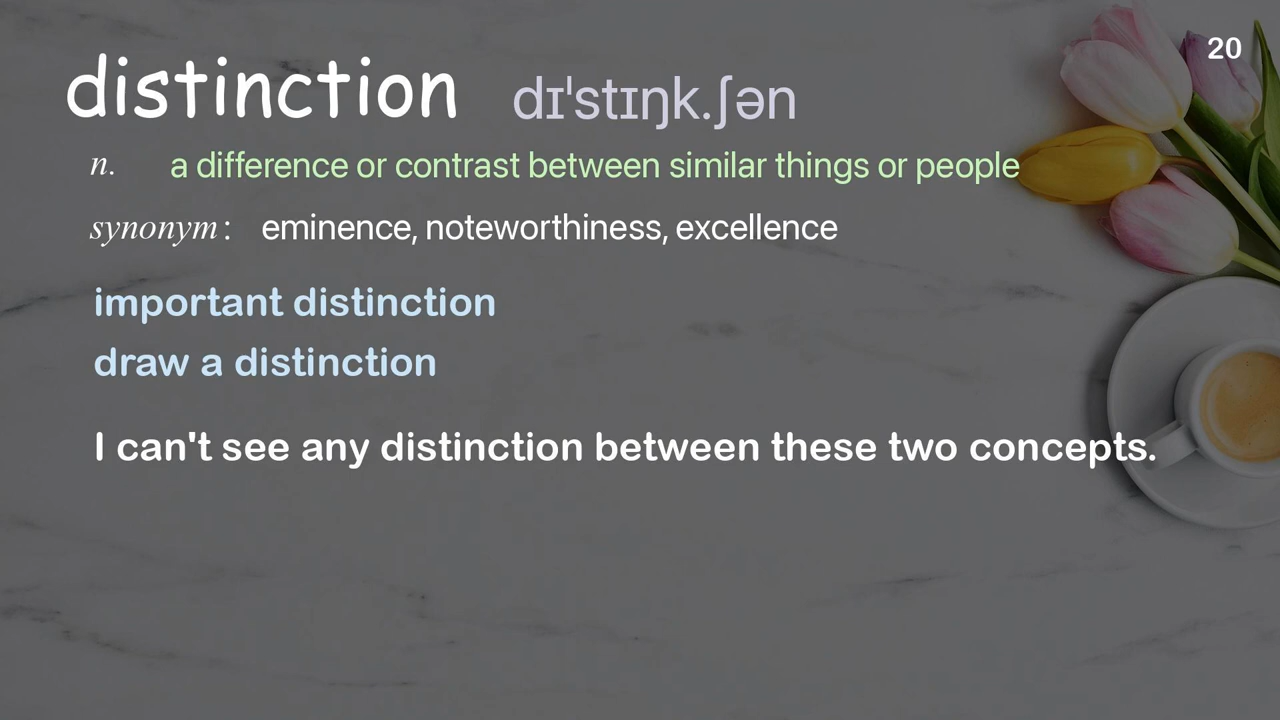 20
distinction dɪˈstɪŋk.ʃən
n. a difference or contrast between similar things or people
synonym: eminence, noteworthiness, excellence
important distinction
draw a distinction
I can't see any distinction between these two concepts.